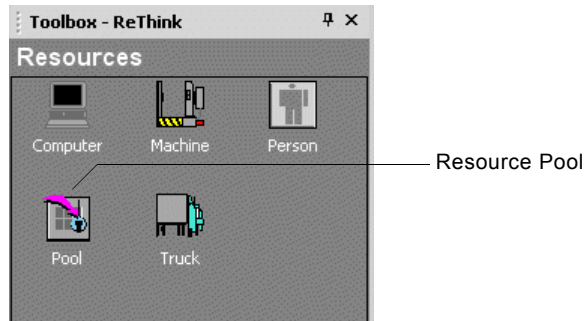 Toolbox - ReThink
Resources
Computer Machine Person
Resource Pool
Pool Truck